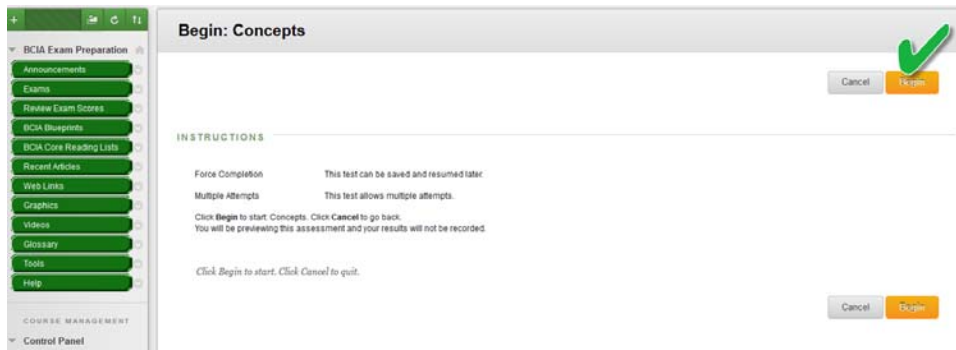 Begin: Concepts
BCIA Exam Preparation
Announcements
Exams
Review Exam Scores
BCIA Blueprints
BCIA Core Reading Lists
Recent Articles
Web Links
Graphics
Videos
Glossary
Tools
Help
COURSE MANAGEMENT
Control Panel
Cancel Begin
INSTRUCTIONS
Force Completion This test can be saved and resumed later.
Multiple Attempts This test allows multiple attempts.
Click Begin to start: Concepts. Click Cancel to go back.
You will be previewing this assessment and your results will not be recorded.
Click Begin to start. Click Cancel to quit.
Cancel Begin